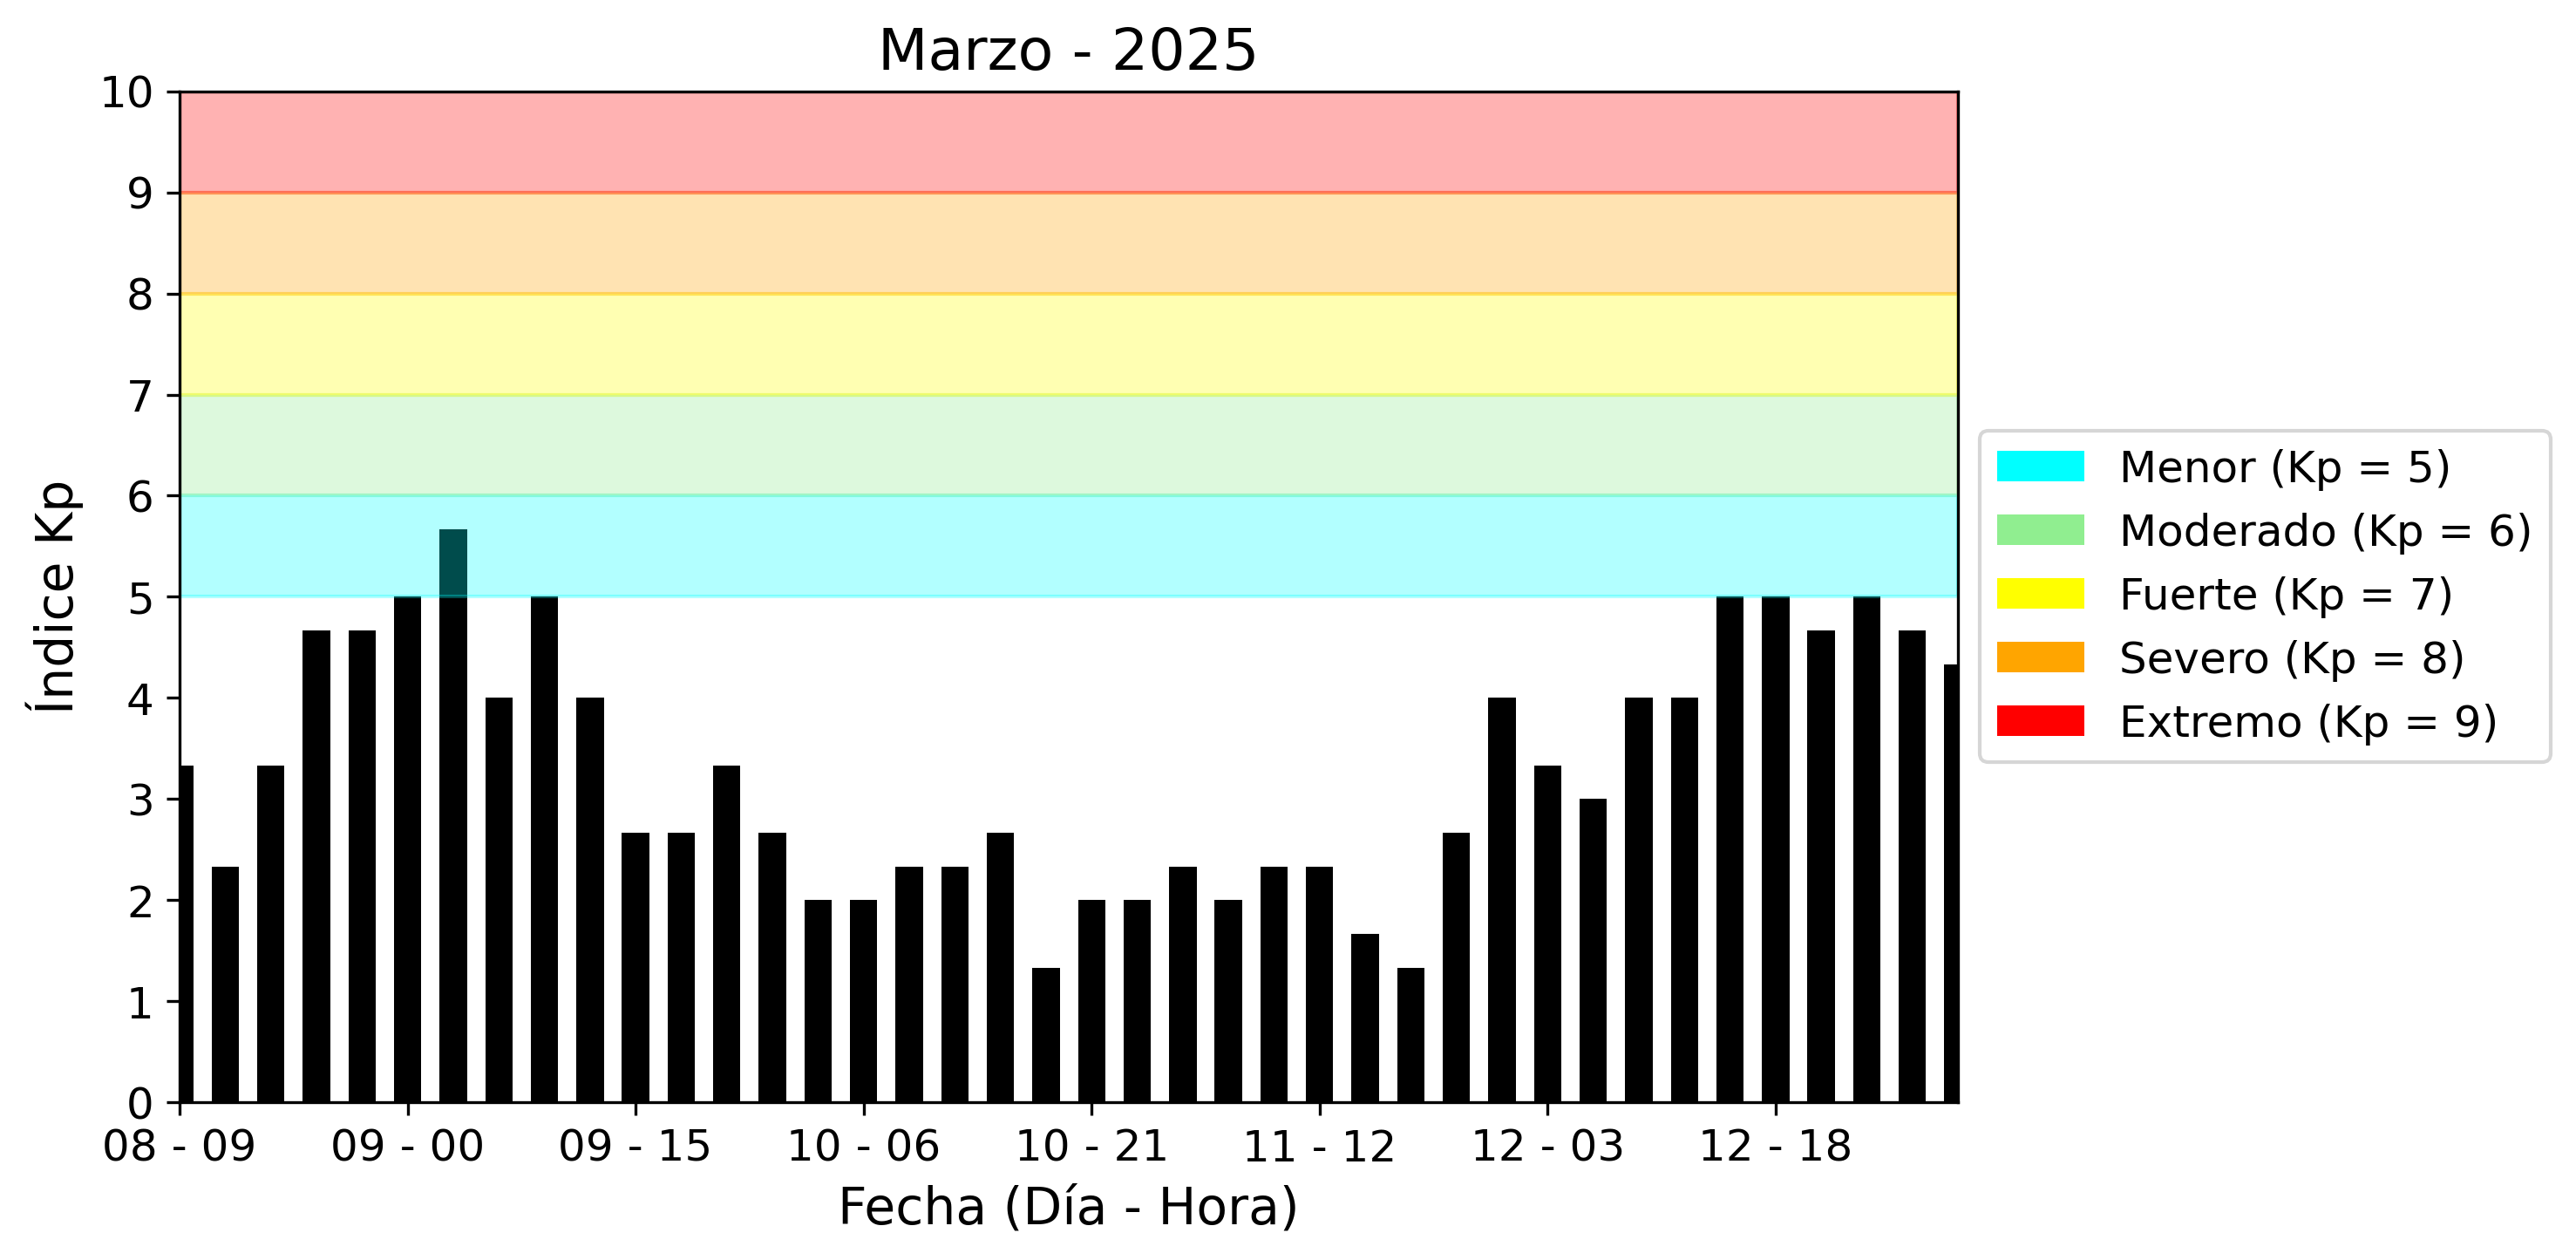 Marzo - 2025
10
9
8
7
6
5
4
3
2
1
0
Índice Kp
08 - 09
09 - 00
09 - 15
10 - 06
10 - 21
11 - 12
12 - 03
12 - 18
Fecha (Día - Hora)
Menor (Kp = 5)
Moderado (Kp = 6)
Fuerte (Kp = 7)
Severo (Kp = 8)
Extremo (Kp = 9)